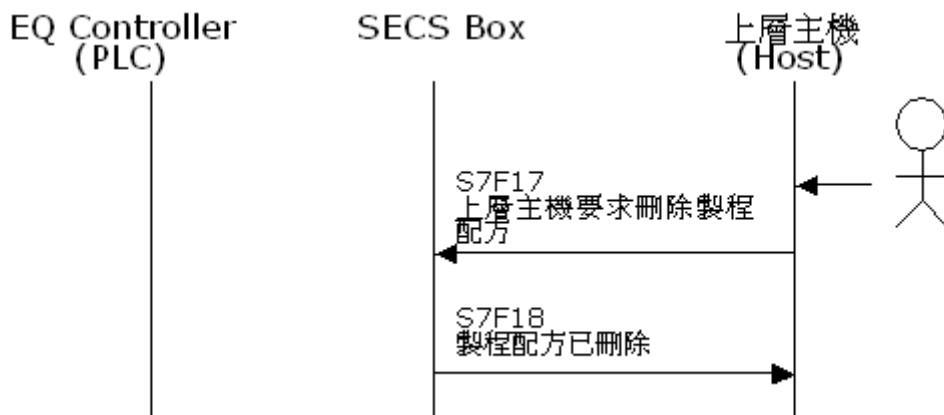 EQ Controller
(PLC)
SECS Box
上層主機
(Host)
S7F17
上層主機要求刪除製程
配方
S7F18
製程配方已刪除